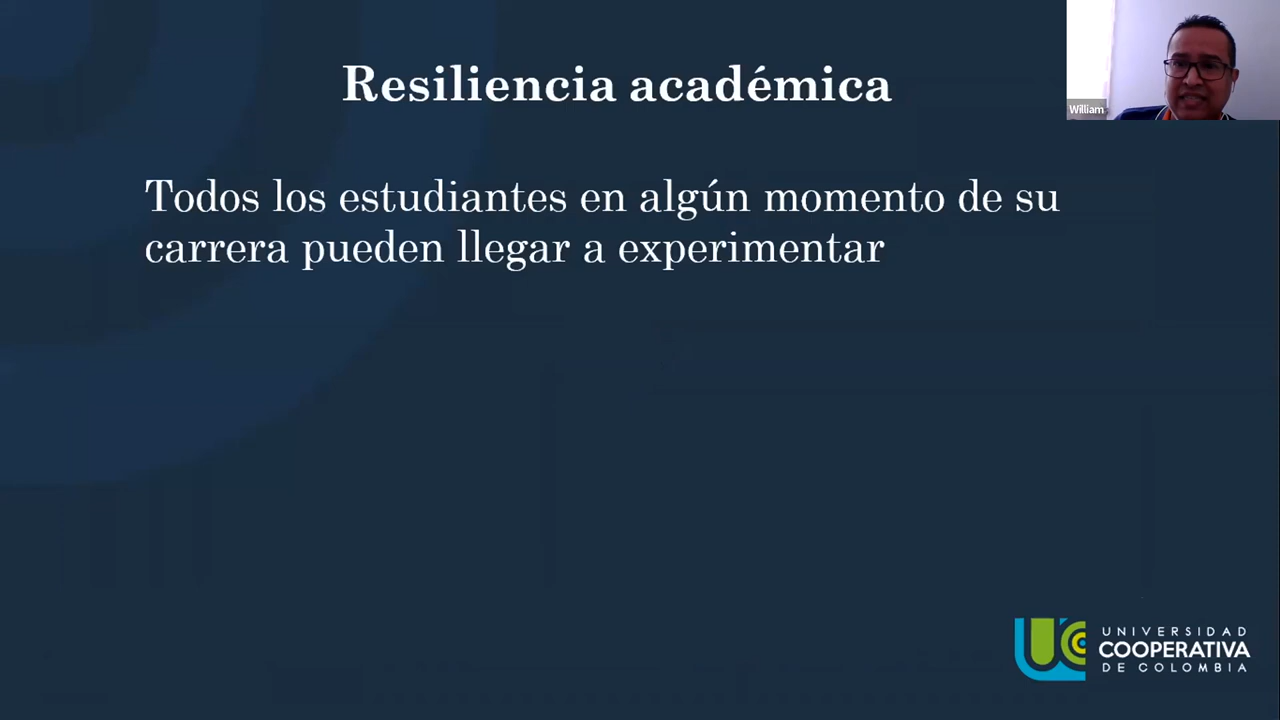 Resiliencia académica
William
Todos los estudiantes en algún momento de su
carrera pueden llegar a experimentar
UNIVERSIDAD
COOPERATIVA
DE COLOMBIA